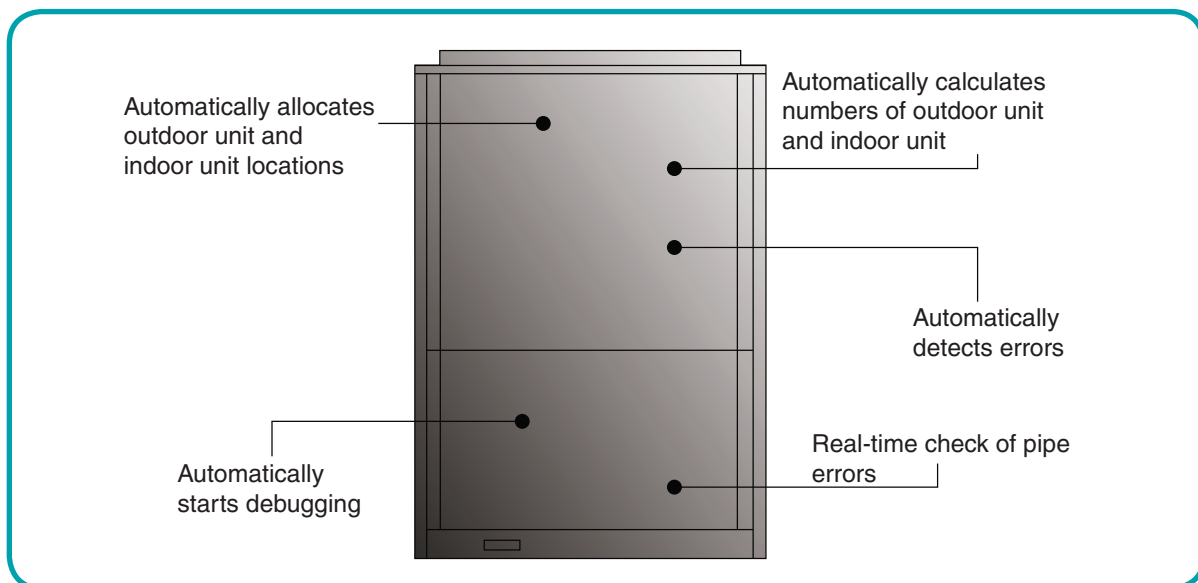 Automatically allocates
outdoor unit and
indoor unit locations
Automatically calculates
numbers of outdoor unit
and indoor unit
Automatically
detects errors
Automatically
starts debugging
Real-time check of pipe
errors